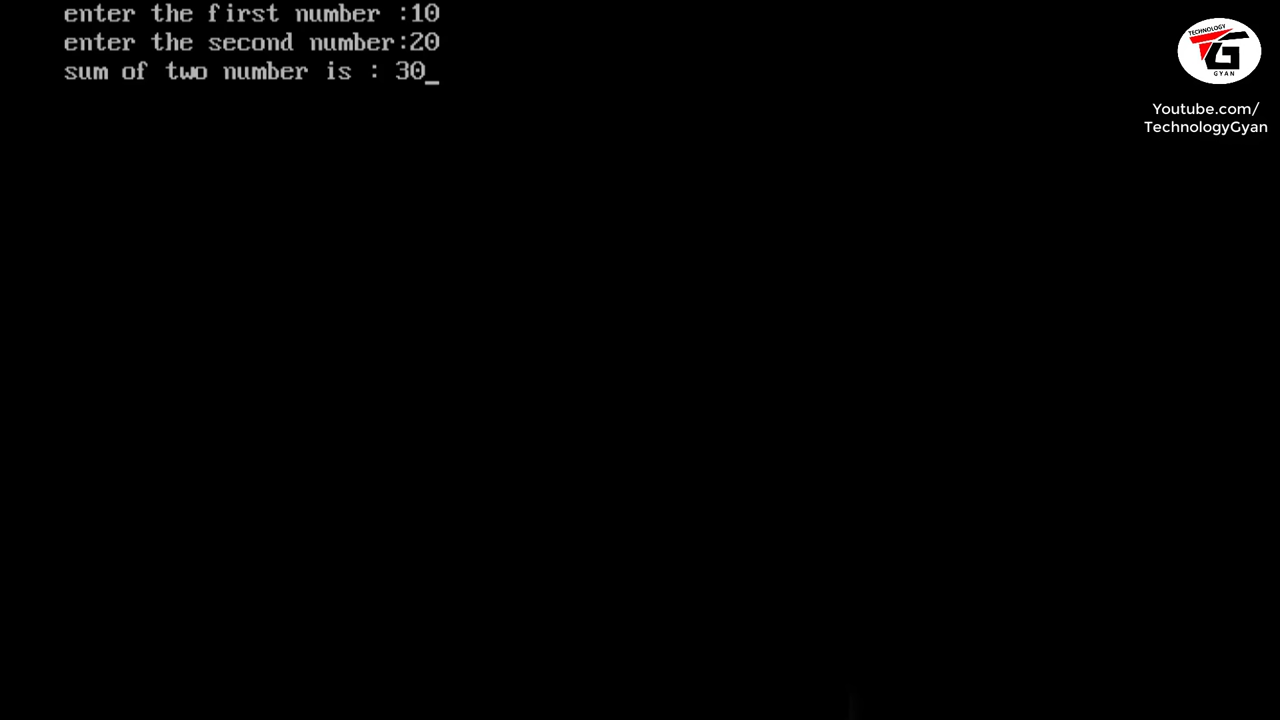 enter the first number :10
enter the second number:20
sum of two number is : 30_
TECHNOLOGY
TG
GYAN
Youtube.com/
TechnologyGyan